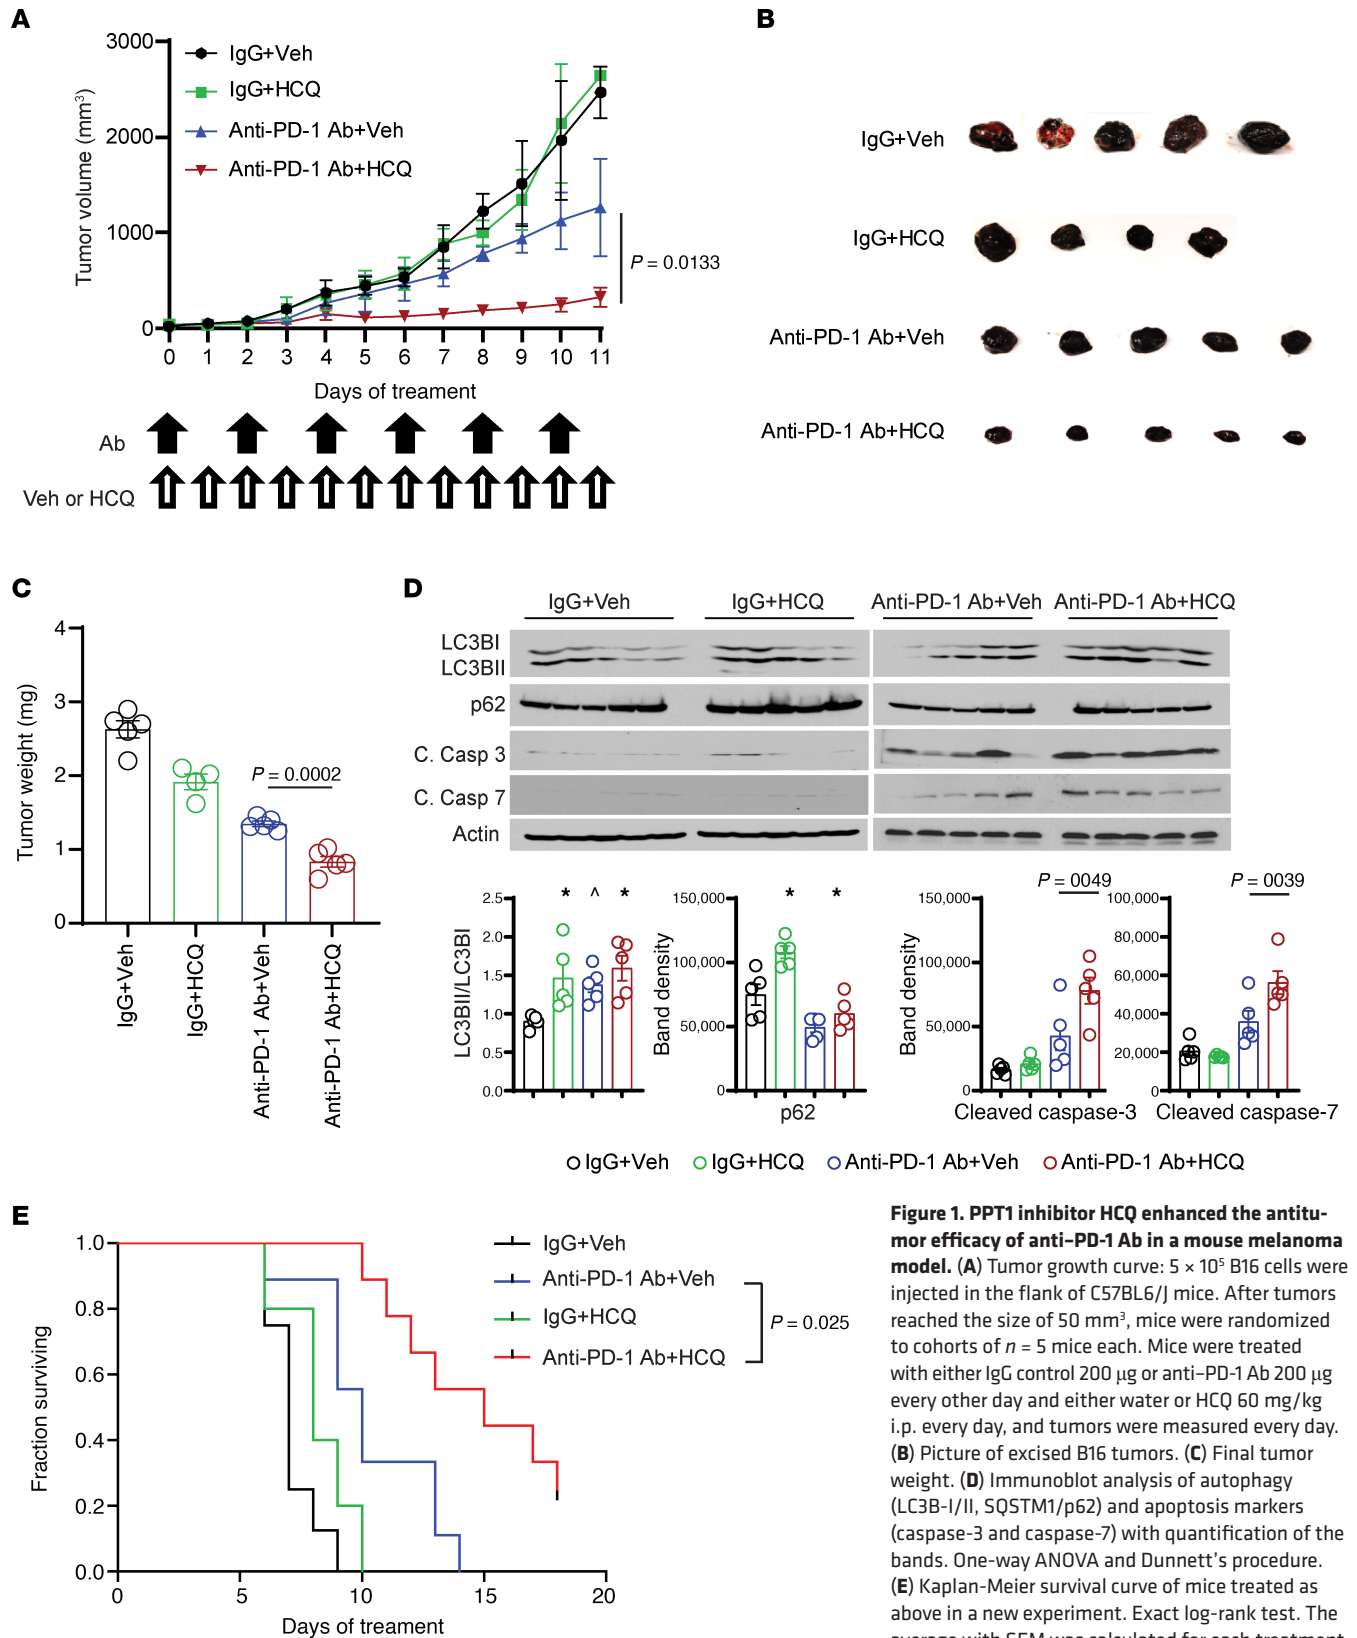 A
3000
2000
1000
0
Tumor volume (mm³)
IgG+Veh
IgG+HCQ
Anti-PD-1 Ab+Veh
Anti-PD-1 Ab+HCQ
P = 0.0133
0 1 2 3 4 5 6 7 8 9 10 11
Days of treament
Ab
Veh or HCQ
B
IgG+Veh
IgG+HCQ
Anti-PD-1 Ab+Veh
Anti-PD-1 Ab+HCQ
C
4
3
2
1
0
Tumor weight (mg)
P = 0.0002
IgG+Veh
IgG+HCQ
Anti-PD-1 Ab+Veh
Anti-PD-1 Ab+HCQ
D
IgG+Veh IgG+HCQ Anti-PD-1 Ab+Veh Anti-PD-1 Ab+HCQ
LC3BI
LC3BII
p62
C. Casp 3
C. Casp 7
Actin
LC3BII/LC3BI
2.5
2.0
1.5
1.0
0.5
0.0
* ^ *
Band density
150,000
100,000
50,000
0
* *
p62
Band density
150,000
100,000
50,000
0
P = 0049
Cleaved caspase-3
100,000
80,000
60,000
40,000
20,000
0
P = 0039
Cleaved caspase-7
IgG+Veh IgG+HCQ Anti-PD-1 Ab+Veh Anti-PD-1 Ab+HCQ
E
1.0
0.8
0.6
0.4
0.2
0.0
Fraction surviving
IgG+Veh
Anti-PD-1 Ab+Veh
IgG+HCQ
Anti-PD-1 Ab+HCQ
P = 0.025
0 5 10 15 20
Days of treament
Figure 1. PPT1 inhibitor HCQ enhanced the antitu-
mor efficacy of anti–PD-1 Ab in a mouse melanoma
model. (A) Tumor growth curve: 5 × 10⁵ B16 cells were
injected in the flank of C57BL6/J mice. After tumors
reached the size of 50 mm³, mice were randomized
to cohorts of n = 5 mice each. Mice were treated
with either IgG control 200 μg or anti–PD-1 Ab 200 μg
every other day and either water or HCQ 60 mg/kg
i.p. every day, and tumors were measured every day.
(B) Picture of excised B16 tumors. (C) Final tumor
weight. (D) Immunoblot analysis of autophagy
(LC3B-I/II, SQSTM1/p62) and apoptosis markers
(caspase-3 and caspase-7) with quantification of the
bands. One-way ANOVA and Dunnett's procedure.
(E) Kaplan-Meier survival curve of mice treated as
above in a new experiment. Exact log-rank test. The
average with SEM was calculated for each treatment